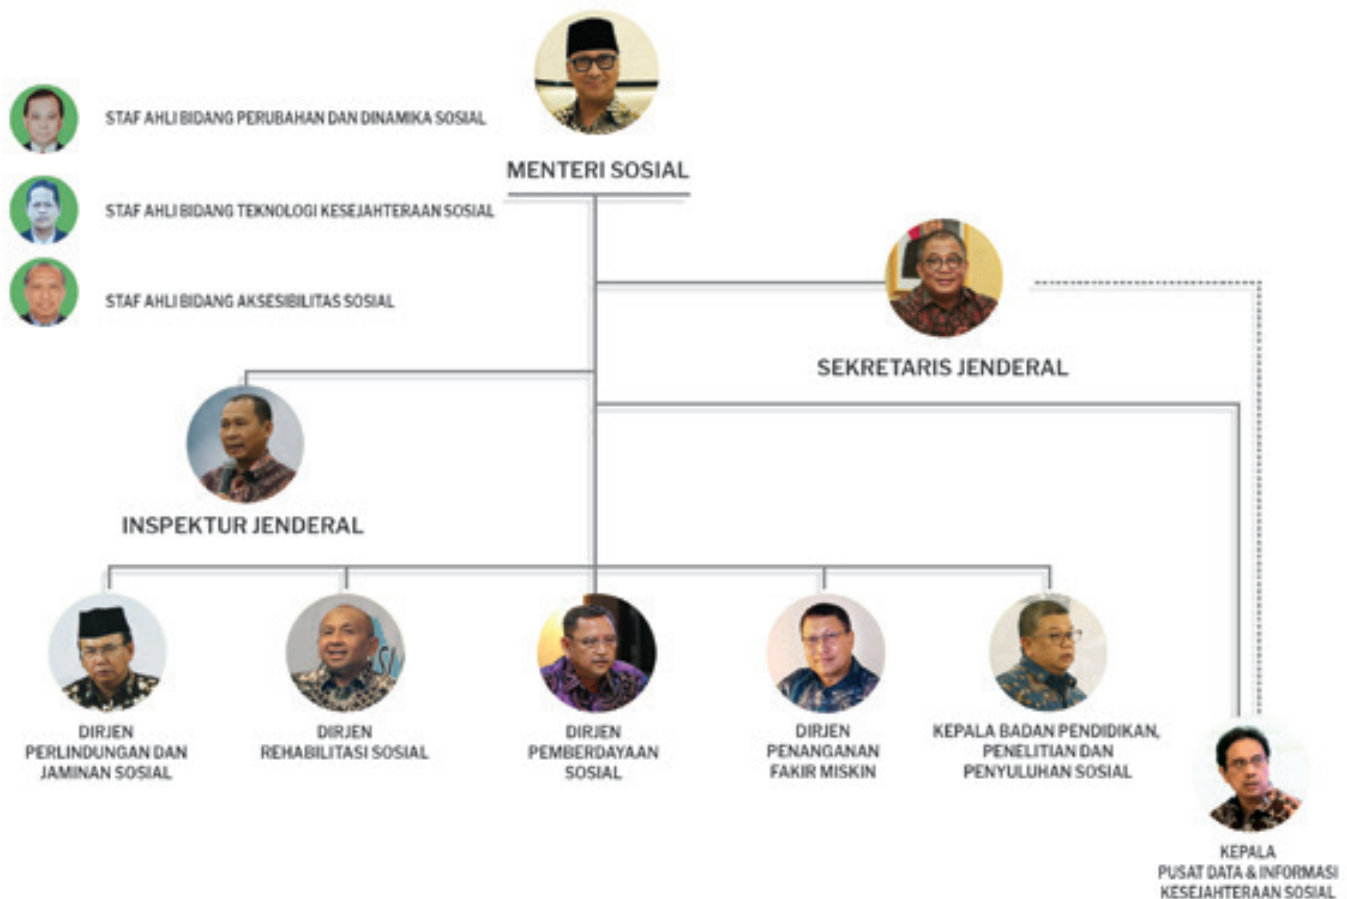 STAF AHLI BIDANG PERUBAHAN DAN DINAMIKA SOSIAL
MENTERI SOSIAL
STAF AHLI BIDANG TEKNOLOGI KESEJAHTERAAN SOSIAL
STAF AHLI BIDANG AKSESIBILITAS SOSIAL
SEKRETARIS JENDERAL
INSPEKTUR JENDERAL
DIRJEN
PERLINDUNGAN DAN
JAMINAN SOSIAL
DIRJEN
REHABILITASI SOSIAL
DIRJEN
PEMBERDAYAAN
SOSIAL
DIRJEN
PENANGANAN
FAKIR MISKIN
KEPALA BADAN PENDIDIKAN,
PENELITIAN DAN
PENYULUHAN SOSIAL
KEPALA
PUSAT DATA & INFORMASI
KESEJAHTERAAN SOSIAL